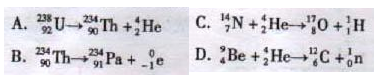 A. ²³⁸₉₂U→²³⁴₉₀Th+⁴₂He
B. ²³⁴₉₀Th→²³⁴₉₁Pa+⁰₋₁e
C. ¹⁴₇N+⁴₂He→¹⁷₈O+¹₁H
D. ⁹₄Be+⁴₂He→¹²₆C+¹₀n